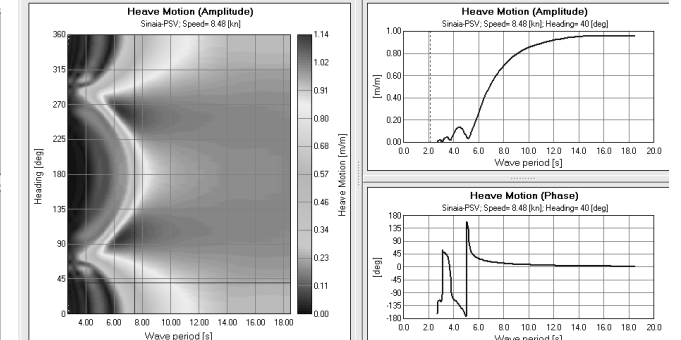 Heave Motion (Amplitude)
Sinaia-PSV; Speed= 8.48 [kn]
360
315
270
225
180
135
90
45
0
Heading [deg]
4.00 6.00 8.00 10.00 12.00 14.00 16.00 18.00
Wave period [s]
1.14
1.02
0.91
0.80
0.68
0.57
0.46
0.34
0.23
0.11
0.00
Heave Motion [m/m]
Heave Motion (Amplitude)
Sinaia-PSV; Speed= 8.48 [kn]; Heading= 40 [deg]
1.00
0.80
0.60
0.40
0.20
0.00
[m/m]
0.0 2.0 4.0 6.0 8.0 10.0 12.0 14.0 16.0 18.0 20.0
Wave period [s]
Heave Motion (Phase)
Sinaia-PSV; Speed= 8.48 [kn]; Heading= 40 [deg]
180
135
90
45
0
-45
-90
-135
-180
[deg]
0.0 2.0 4.0 6.0 8.0 10.0 12.0 14.0 16.0 18.0 20.0
Wave period [s]